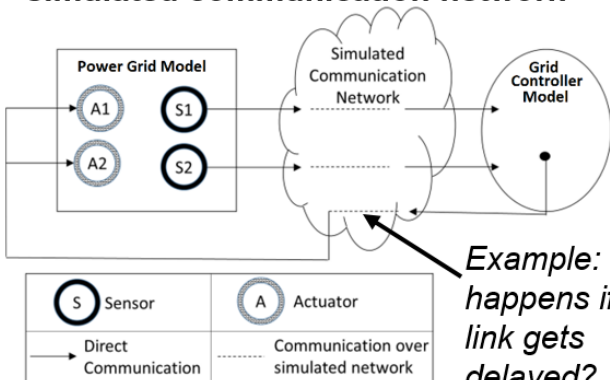 Power Grid Model
A1
S1
A2
S2
Simulated
Communication
Network
Grid
Controller
Model
Example:
happens if
link gets
delayed?
S Sensor
A Actuator
Direct
Communication
Communication over
simulated network